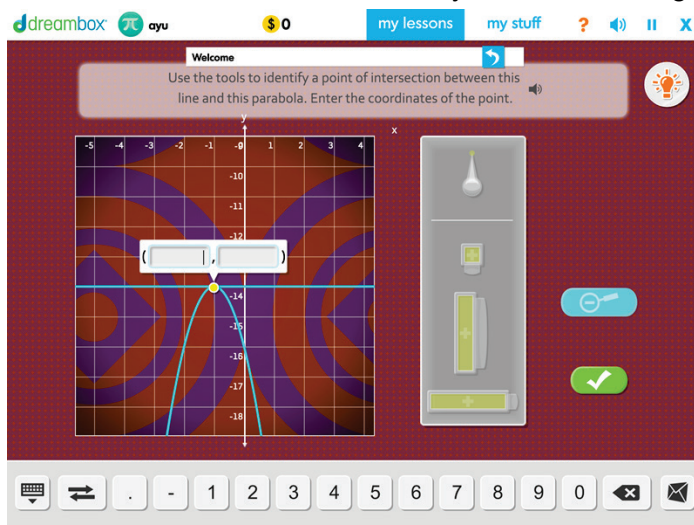 dreambox π ayu $ 0 my lessons my stuff ? X
Welcome
Use the tools to identify a point of intersection between this
line and this parabola. Enter the coordinates of the point.
y
x
-5 -4 -3 -2 -1 -9 1 2 3 4
-10
-11
-12
( , )
-14
-15
-16
-17
-18
. - 1 2 3 4 5 6 7 8 9 0